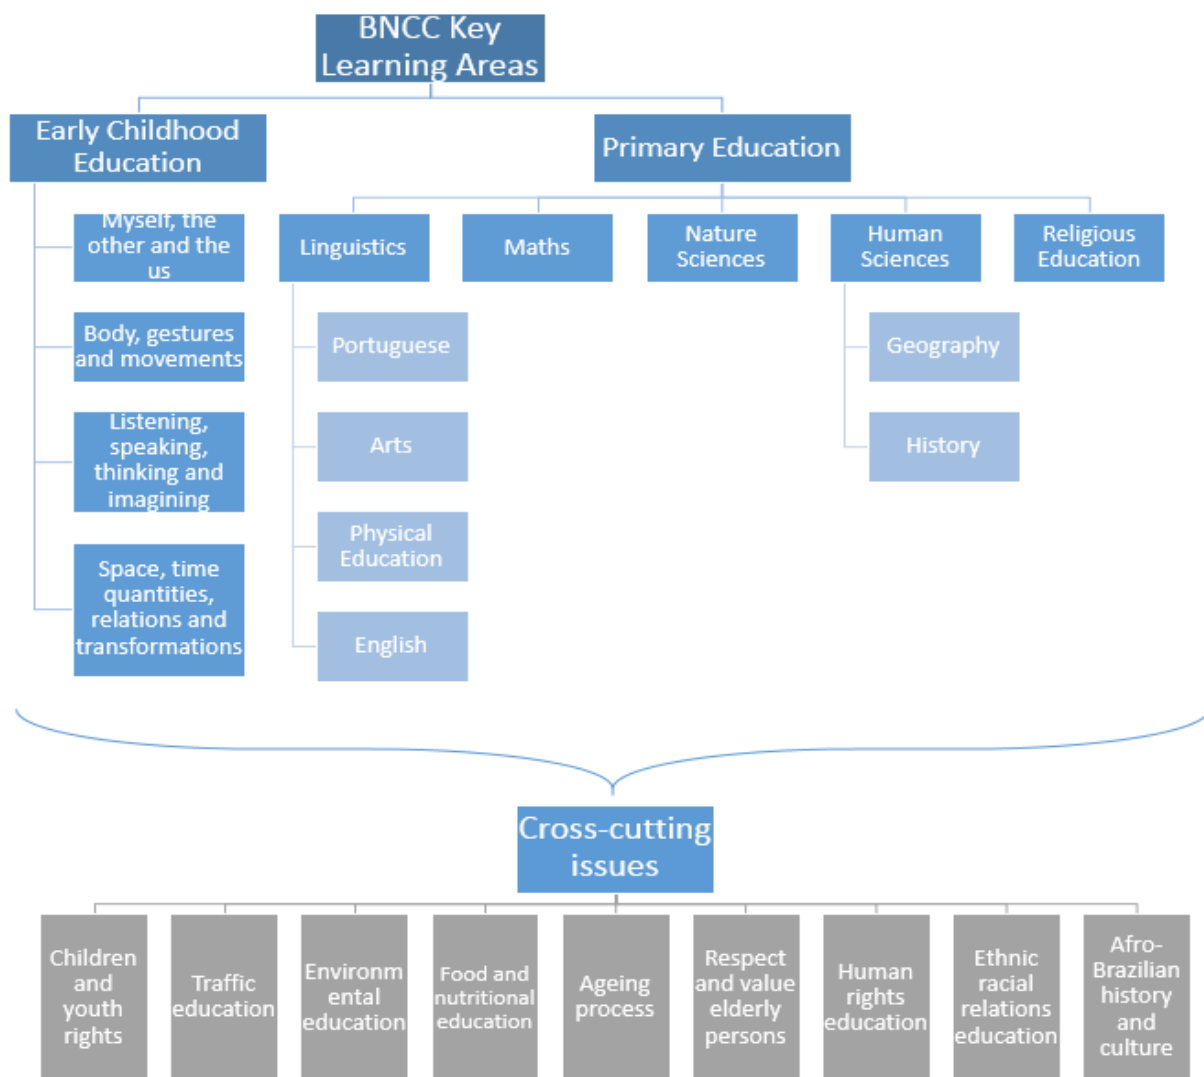 BNCC Key
Learning Areas
Early Childhood
Education
Primary Education
Myself, the
other and the
us
Body, gestures
and movements
Listening,
speaking,
thinking and
imagining
Space, time
quantities,
relations and
transformations
Linguistics
Portuguese
Arts
Physical
Education
English
Maths
Nature
Sciences
Human
Sciences
Geography
History
Religious
Education
Cross-cutting
issues
Children
and
youth
rights
Traffic
education
Environm
ental
education
Food and
nutritional
education
Ageing
process
Respect
and value
elderly
persons
Human
rights
education
Ethnic
racial
relations
education
Afro-
Brazilian
history
and
culture